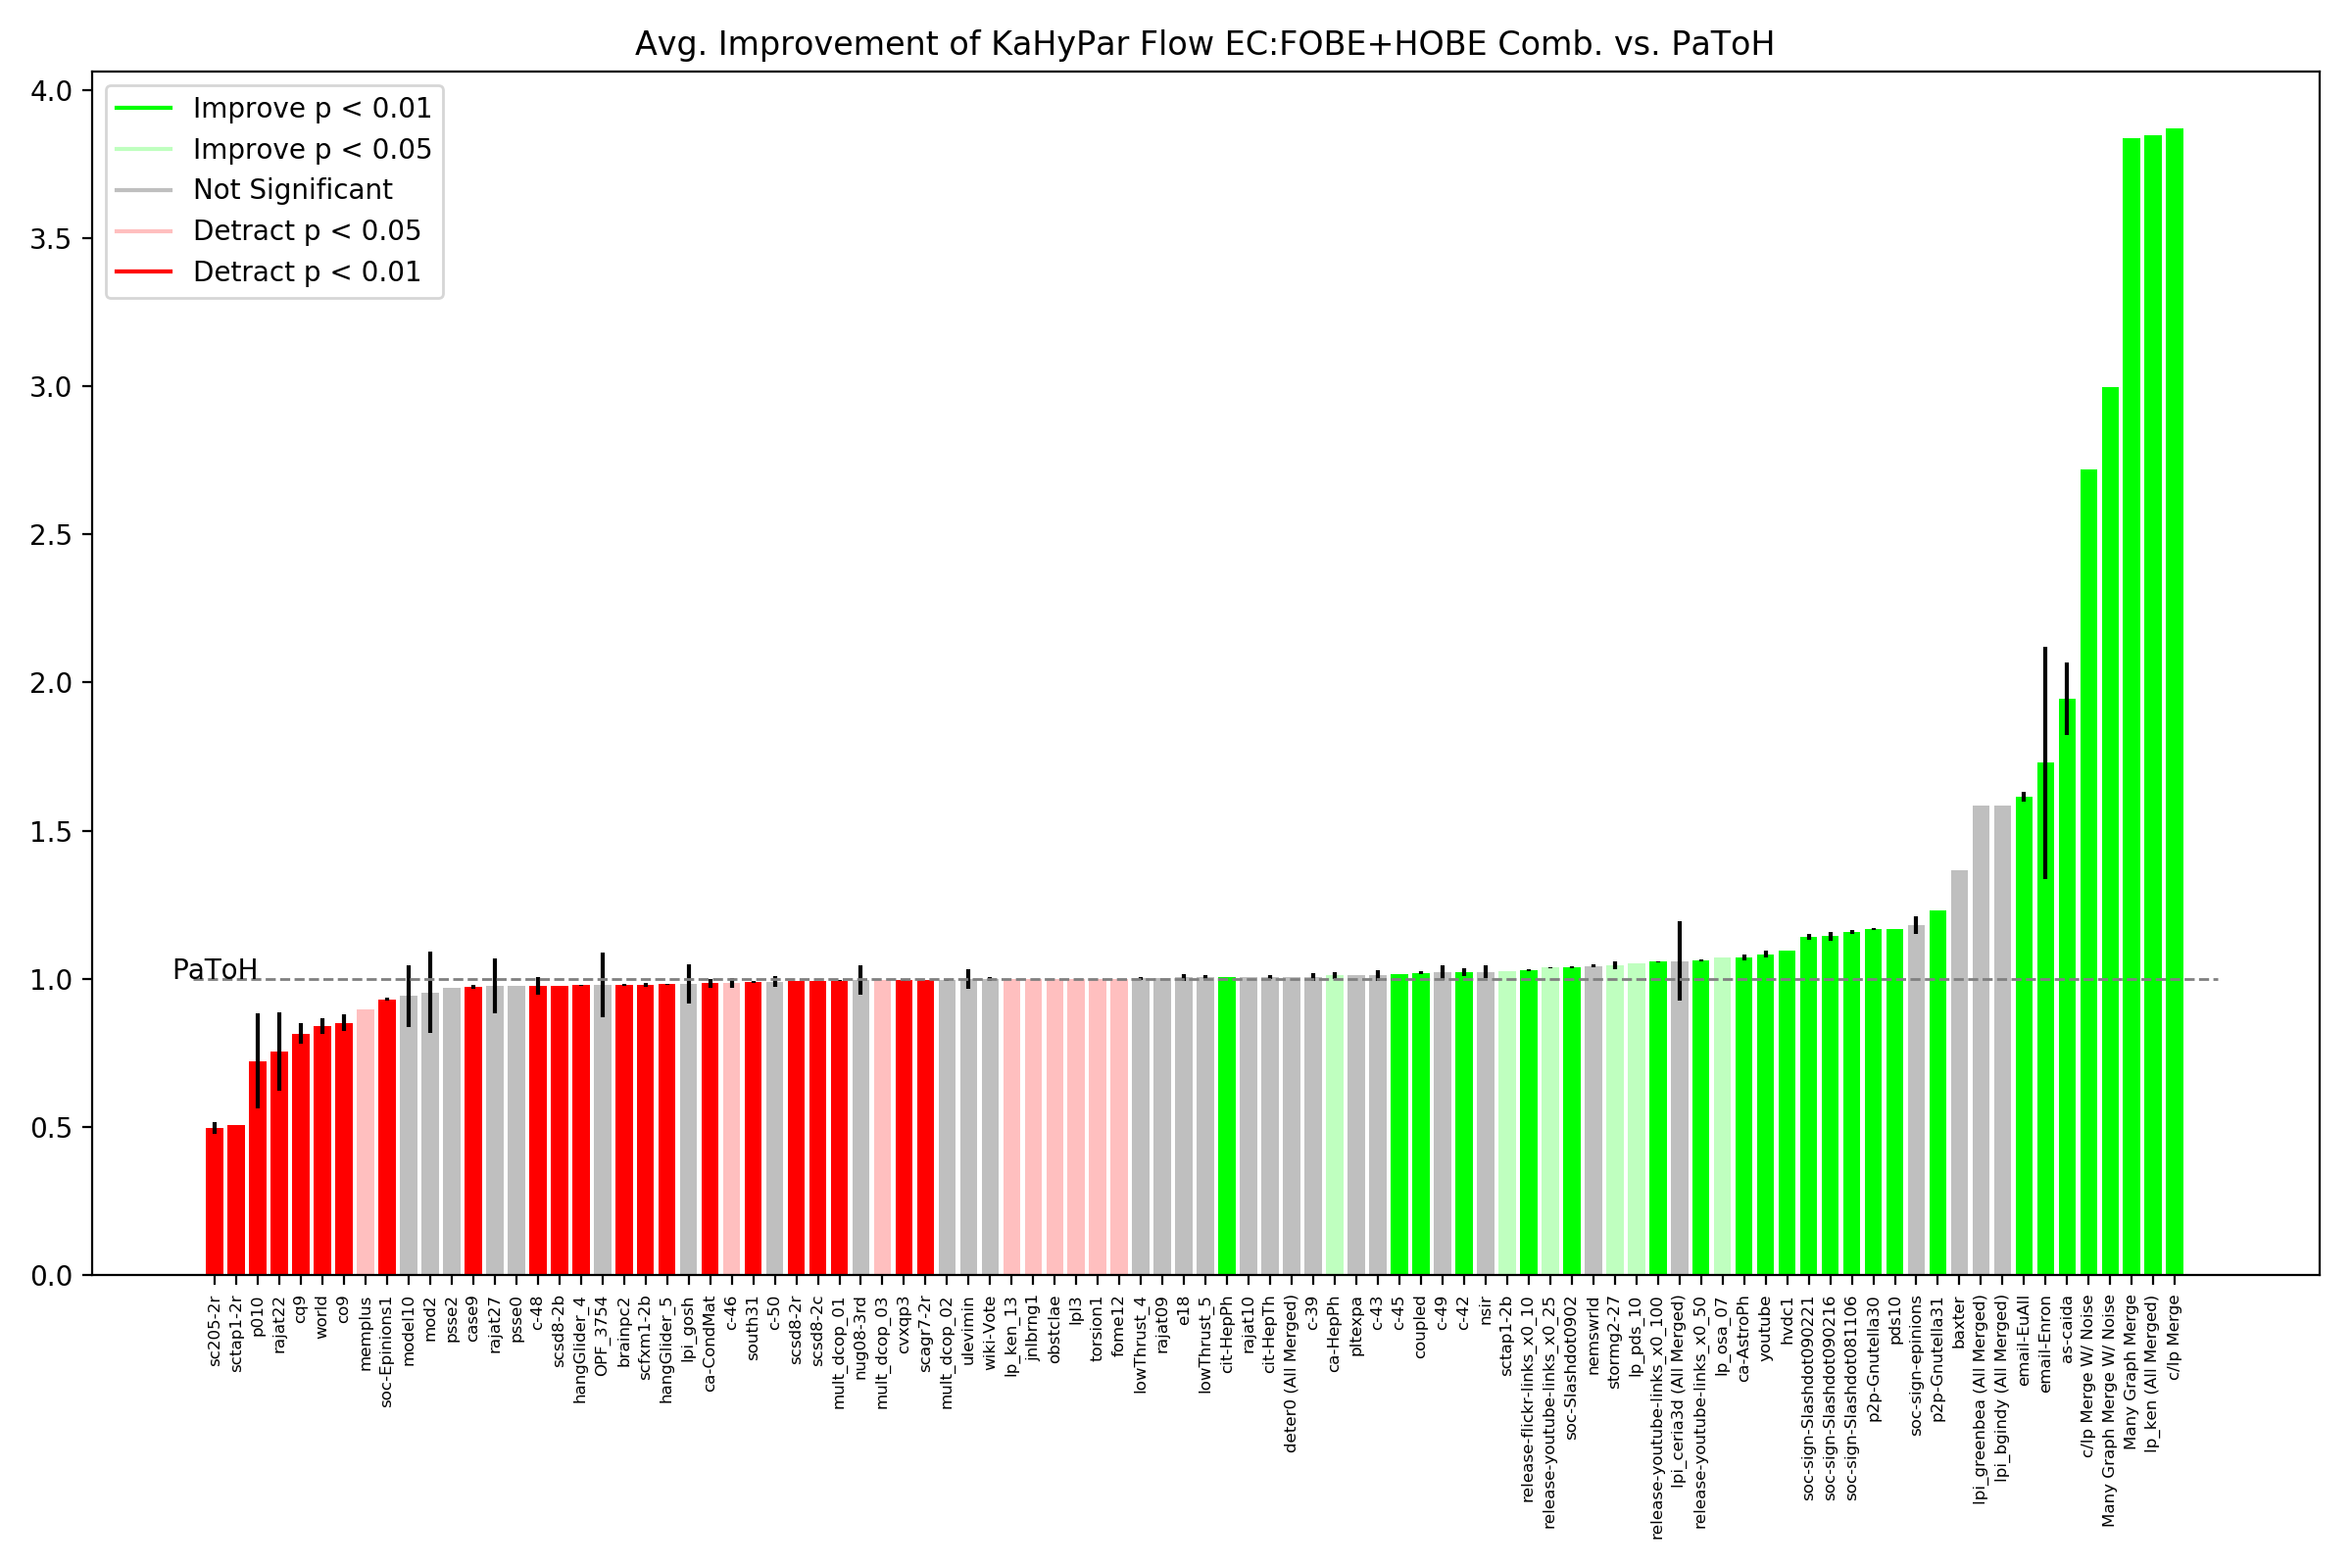 Avg. Improvement of KaHyPar Flow EC:FOBE+HOBE Comb. vs. PaToH
4.0
3.5
3.0
2.5
2.0
1.5
1.0
0.5
0.0
Improve p < 0.01
Improve p < 0.05
Not Significant
Detract p < 0.05
Detract p < 0.01
PaToH
sc205-2r
sctap1-2r
p010
rajat22
cq9
world
co9
memplus
soc-Epinions1
model10
mod2
psse2
case9
rajat27
psse0
c-48
scsd8-2b
hangGlider_4
OPF_3754
brainpc2
scfxm1-2b
hangGlider_5
lpi_gosh
ca-CondMat
c-46
south31
c-50
scsd8-2r
scsd8-2c
mult_dcop_01
nug08-3rd
mult_dcop_03
cvxqp3
scagr7-2r
mult_dcop_02
ulevimin
wiki-Vote
lp_ken_13
jnlbrng1
obstclae
lpl3
torsion1
fome12
lowThrust_4
rajat09
e18
lowThrust_5
cit-HepPh
rajat10
cit-HepTh
deter0 (All Merged)
c-39
ca-HepPh
pltexpa
c-43
c-45
coupled
c-49
c-42
nsir
sctap1-2b
release-flickr-links_x0_10
release-youtube-links_x0_25
soc-Slashdot0902
nemswrld
stormg2-27
lp_pds_10
release-youtube-links_x0_100
lpi_ceria3d (All Merged)
release-youtube-links_x0_50
lp_osa_07
ca-AstroPh
youtube
hvdc1
soc-sign-Slashdot090221
soc-sign-Slashdot090216
soc-sign-Slashdot081106
p2p-Gnutella30
pds10
soc-sign-epinions
p2p-Gnutella31
baxter
lpi_greenbea (All Merged)
lpi_bgindy (All Merged)
email-EuAll
email-Enron
as-caida
c/lp Merge W/ Noise
Many Graph Merge W/ Noise
Many Graph Merge
lp_ken (All Merged)
c/lp Merge